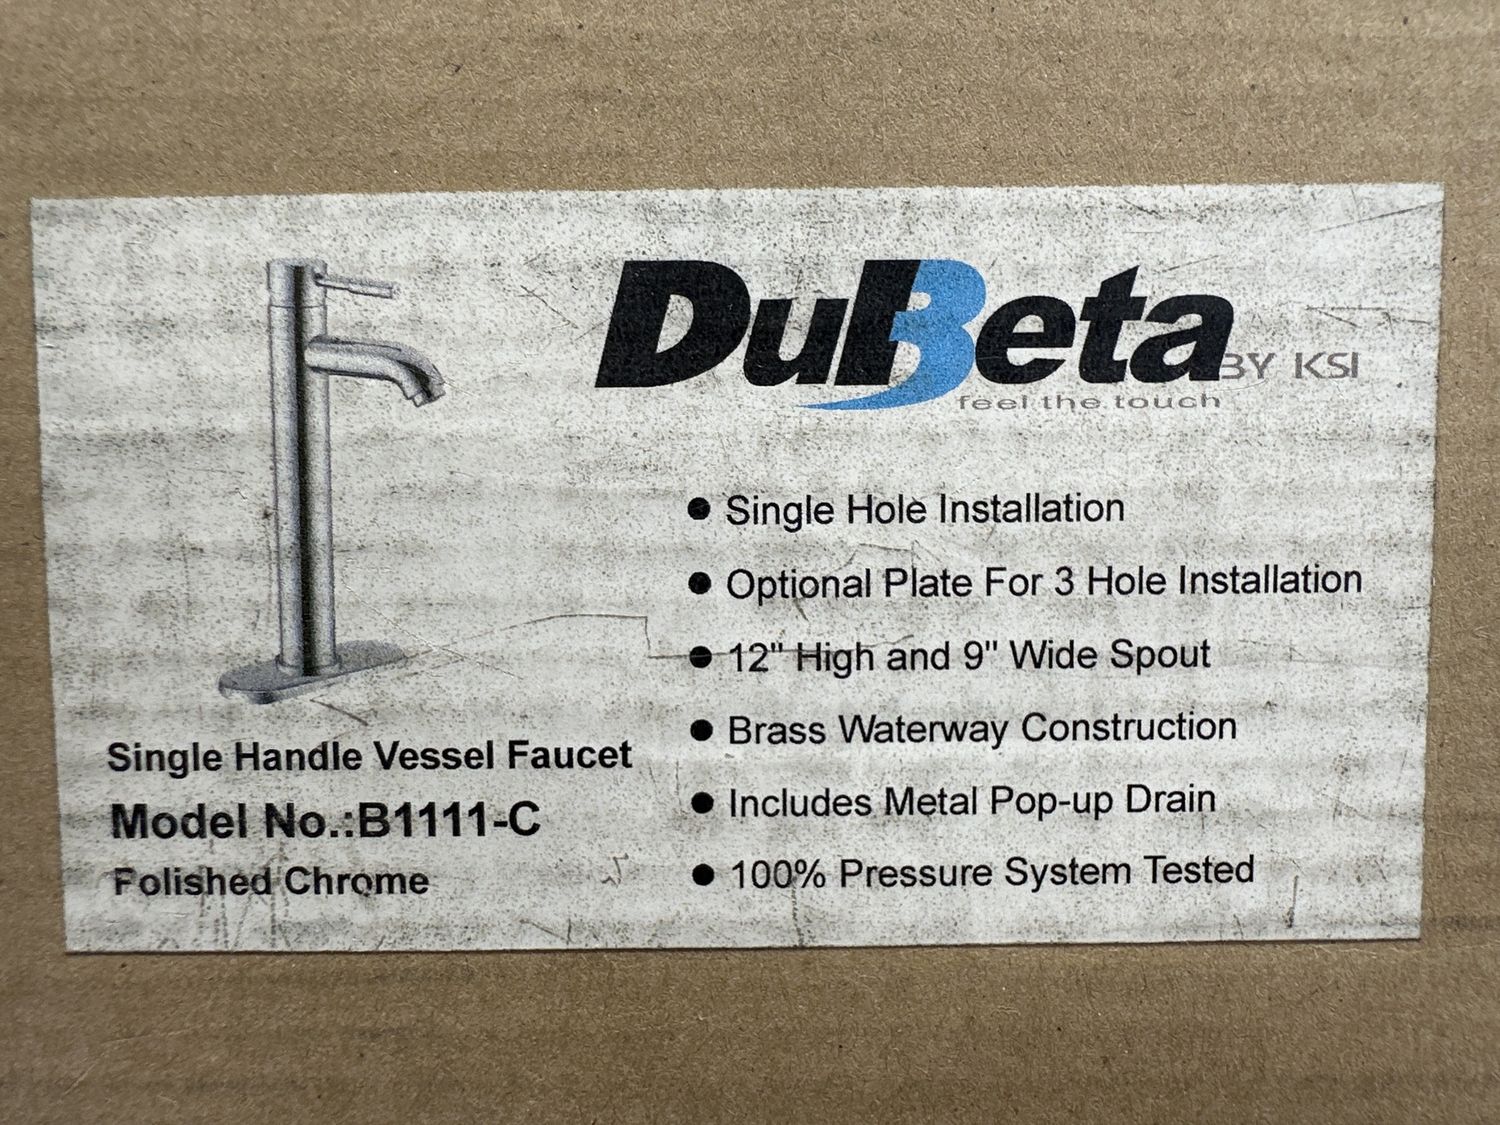 DuBeta
BY KSI
feel the touch
Single Hole Installation
Optional Plate For 3 Hole Installation
12" High and 9" Wide Spout
Brass Waterway Construction
Includes Metal Pop-up Drain
100% Pressure System Tested
Single Handle Vessel Faucet
Model No.:B1111-C
Polished Chrome